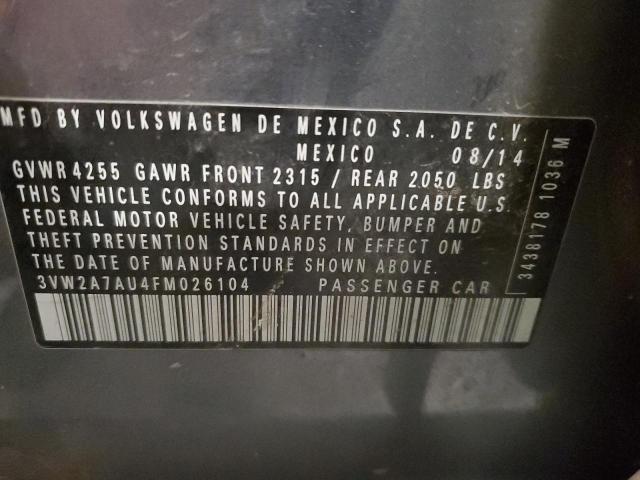 MFD BY VOLKSWAGEN DE MEXICO S.A. DE C.V.
MEXICO 08/14
GVWR 4255 GAWR FRONT 2315 / REAR 2050 LBS
THIS VEHICLE CONFORMS TO ALL APPLICABLE U.S.
FEDERAL MOTOR VEHICLE SAFETY, BUMPER AND
THEFT PREVENTION STANDARDS IN EFFECT ON
THE DATE OF MANUFACTURE SHOWN ABOVE.
3VW2A7AU4FM026104 PASSENGER CAR
3438178 1036 M